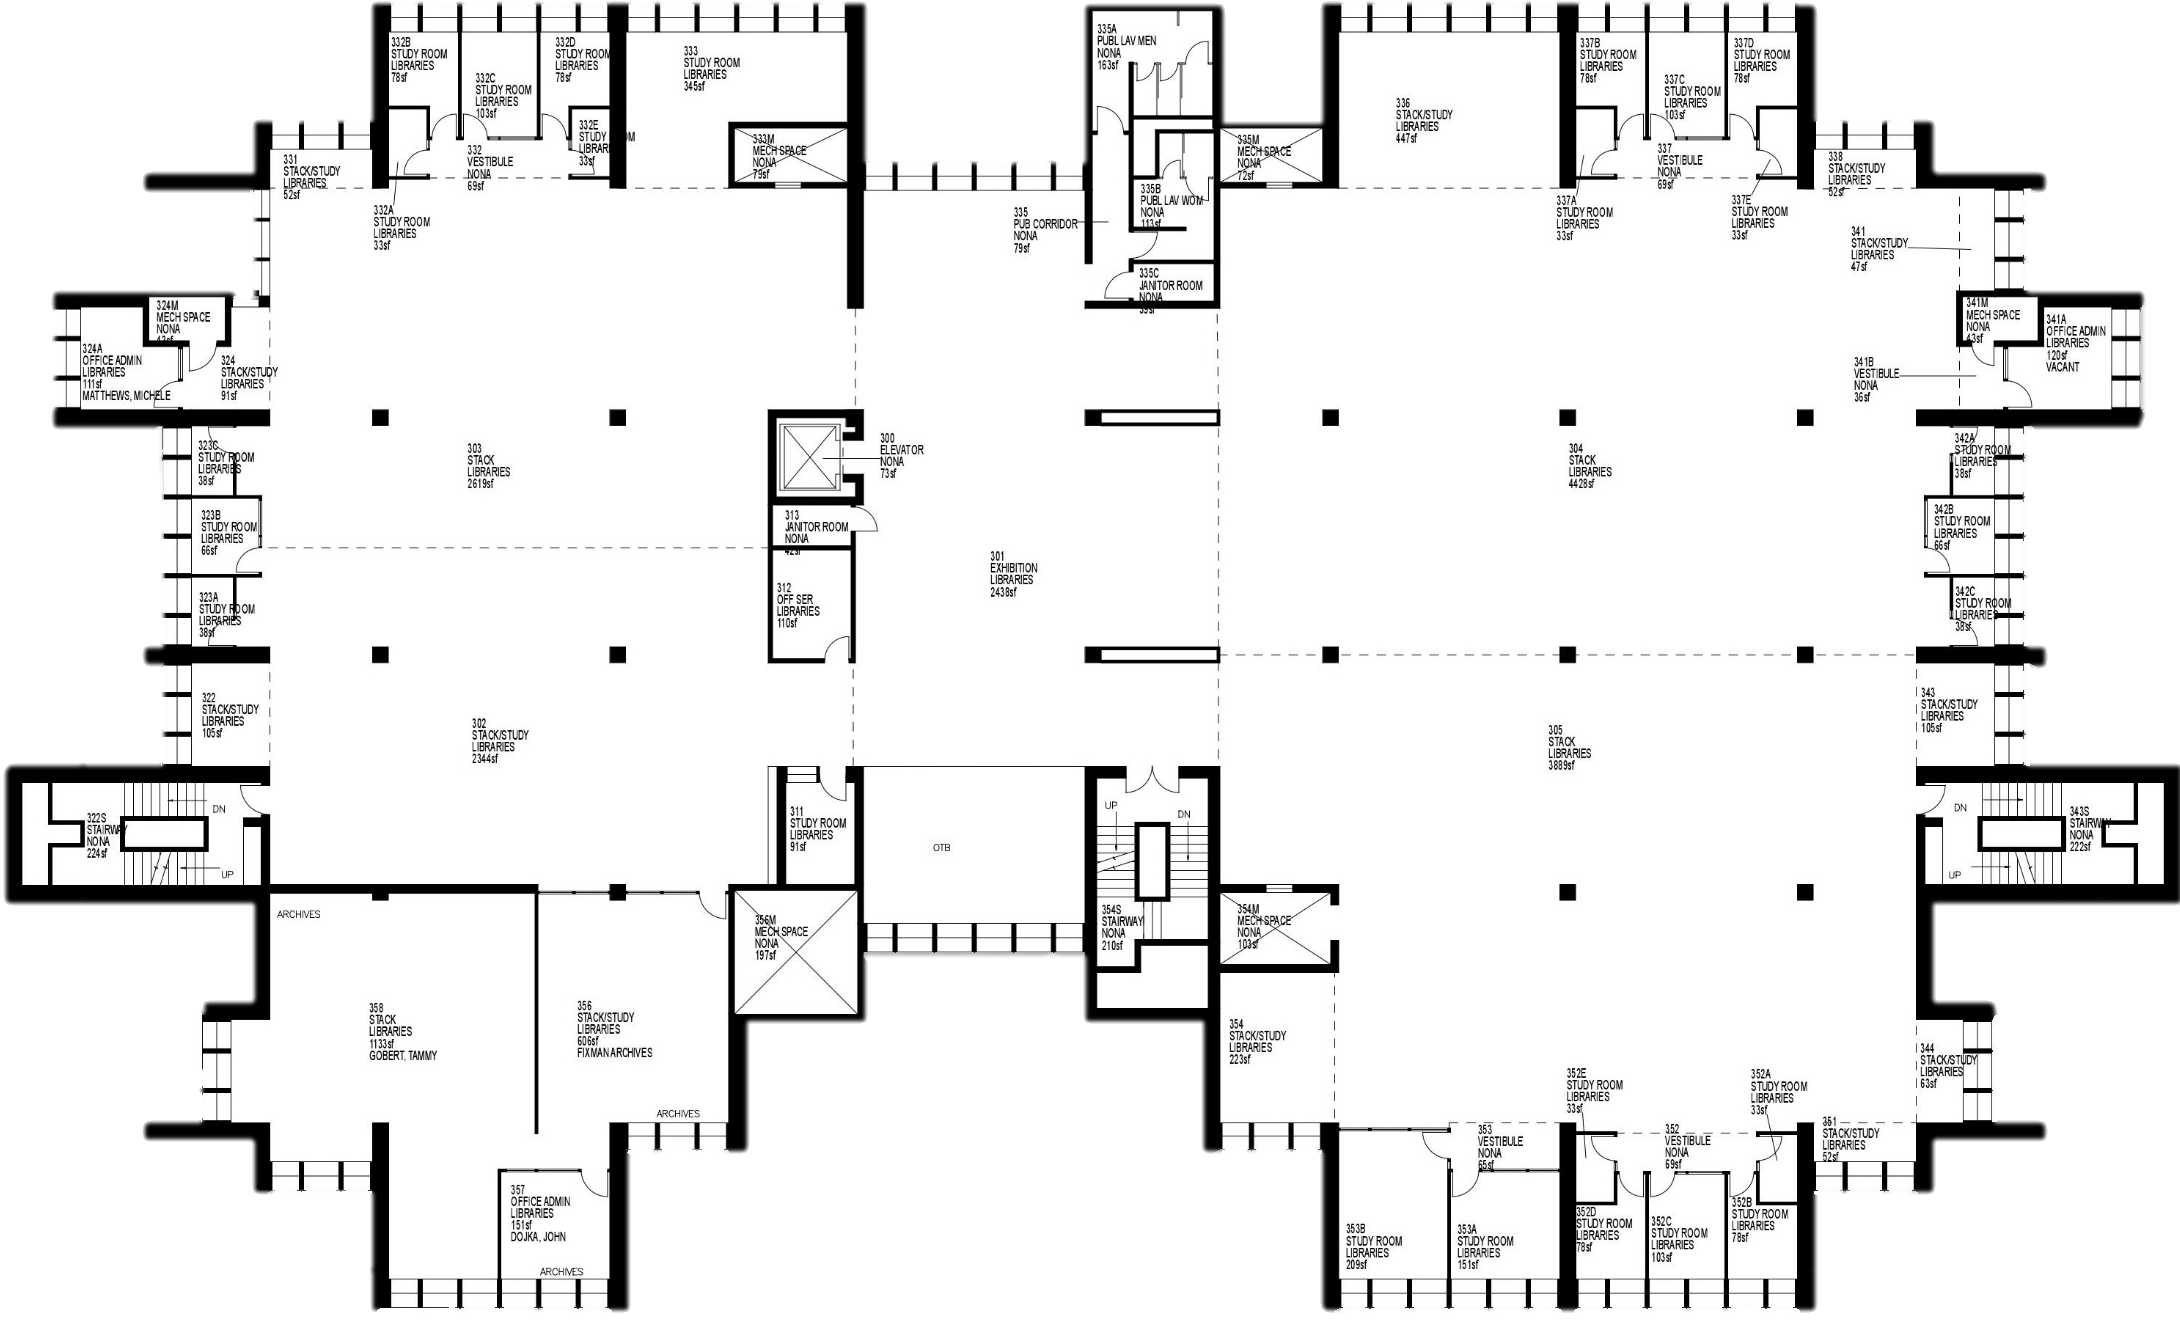 332B
STUDY ROOM
LIBRARIES
78sf
332C
STUDY ROOM
LIBRARIES
103sf
332D
STUDY ROOM
LIBRARIES
78sf
332E
STUDY ROOM
LIBRARIES
33sf
333
STUDY ROOM
LIBRARIES
345sf
335A
PUBL LAV MEN
NONA
163sf
336
STACK/STUDY
LIBRARIES
447sf
337B
STUDY ROOM
LIBRARIES
78sf
337C
STUDY ROOM
LIBRARIES
103sf
337D
STUDY ROOM
LIBRARIES
78sf
331
STACK/STUDY
LIBRARIES
52sf
332
VESTIBULE
NONA
69sf
333M
MECH SPACE
NONA
79sf
335M
MECH SPACE
NONA
72sf
337
VESTIBULE
NONA
69sf
338
STACK/STUDY
LIBRARIES
52sf
332A
STUDY ROOM
LIBRARIES
33sf
335
PUB CORRIDOR
NONA
79sf
335B
PUBL LAV WOM
NONA
113sf
337A
STUDY ROOM
LIBRARIES
33sf
337E
STUDY ROOM
LIBRARIES
33sf
341
STACK/STUDY
LIBRARIES
47sf
335C
JANITOR ROOM
NONA
39sf
324M
MECH SPACE
NONA
43sf
324A
OFFICE ADMIN
LIBRARIES
111sf
MATTHEWS, MICHELE
324
STACK/STUDY
LIBRARIES
91sf
341M
MECH SPACE
NONA
43sf
341A
OFFICE ADMIN
LIBRARIES
120sf
VACANT
341B
VESTIBULE
NONA
36sf
323C
STUDY ROOM
LIBRARIES
38sf
303
STACK
LIBRARIES
2619sf
300
ELEVATOR
NONA
73sf
304
STACK
LIBRARIES
4428sf
342A
STUDY ROOM
LIBRARIES
38sf
323B
STUDY ROOM
LIBRARIES
66sf
313
JANITOR ROOM
NONA
42sf
342B
STUDY ROOM
LIBRARIES
66sf
301
EXHIBITION
LIBRARIES
2438sf
312
OFF SER
LIBRARIES
110sf
323A
STUDY ROOM
LIBRARIES
38sf
342C
STUDY ROOM
LIBRARIES
38sf
322
STACK/STUDY
LIBRARIES
105sf
302
STACK/STUDY
LIBRARIES
2344sf
305
STACK
LIBRARIES
3889sf
343
STACK/STUDY
LIBRARIES
105sf
322S
STAIRWAY
NONA
224sf
DN
UP
311
STUDY ROOM
LIBRARIES
91sf
OTB
UP
DN
354S
STAIRWAY
NONA
210sf
DN
UP
343S
STAIRWAY
NONA
222sf
ARCHIVES
356M
MECH SPACE
NONA
197sf
354M
MECH SPACE
NONA
103sf
358
STACK
LIBRARIES
1133sf
GOBERT, TAMMY
356
STACK/STUDY
LIBRARIES
606sf
FIXMAN ARCHIVES
ARCHIVES
354
STACK/STUDY
LIBRARIES
223sf
344
STACK/STUDY
LIBRARIES
63sf
352E
STUDY ROOM
LIBRARIES
33sf
352A
STUDY ROOM
LIBRARIES
33sf
353
VESTIBULE
NONA
65sf
352
VESTIBULE
NONA
69sf
351
STACK/STUDY
LIBRARIES
52sf
357
OFFICE ADMIN
LIBRARIES
151sf
DOJKA, JOHN
ARCHIVES
353B
STUDY ROOM
LIBRARIES
209sf
353A
STUDY ROOM
LIBRARIES
151sf
352D
STUDY ROOM
LIBRARIES
78sf
352C
STUDY ROOM
LIBRARIES
103sf
352B
STUDY ROOM
LIBRARIES
78sf